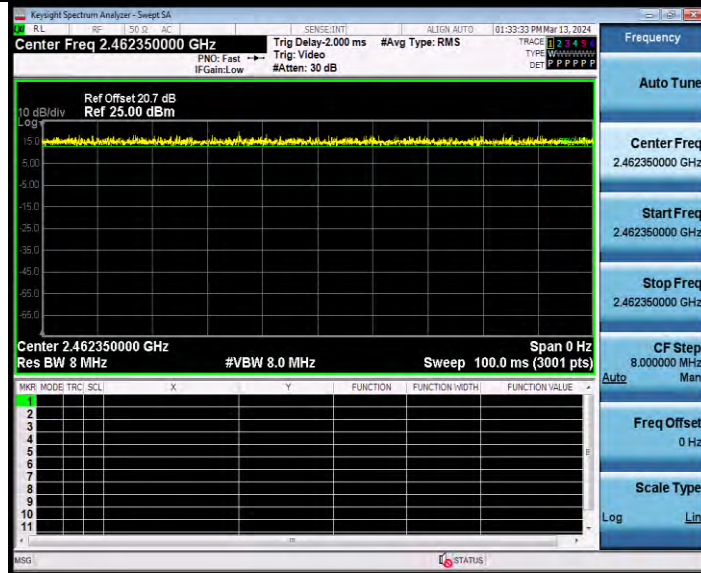 Keysight Spectrum Analyzer - Swept SA
LXI RL RF 50 Ω AC SENSE:INT ALIGN AUTO 01:33:33 PM Mar 13, 2024
Center Freq 2.462350000 GHz
PNO: Fast
IFGain:Low
Trig Delay-2.000 ms
Trig: Video
#Atten: 30 dB
#Avg Type: RMS
TRACE 1 2 3 4 5 6
TYPE
DET P P P P P P
Ref Offset 20.7 dB
10 dB/div Ref 25.00 dBm
Log
15.0
5.00
-5.00
-15.0
-25.0
-35.0
-45.0
-55.0
-65.0
Center 2.462350000 GHz Span 0 Hz
Res BW 8 MHz #VBW 8.0 MHz Sweep 100.0 ms (3001 pts)
MKR MODE TRC SCL X Y FUNCTION FUNCTION WIDTH FUNCTION VALUE
1
2
3
4
5
6
7
8
9
10
11
MSG STATUS
Frequency
Auto Tune
Center Freq
2.462350000 GHz
Start Freq
2.462350000 GHz
Stop Freq
2.462350000 GHz
CF Step
8.000000 MHz
Auto Man
Freq Offset
0 Hz
Scale Type
Log Lin